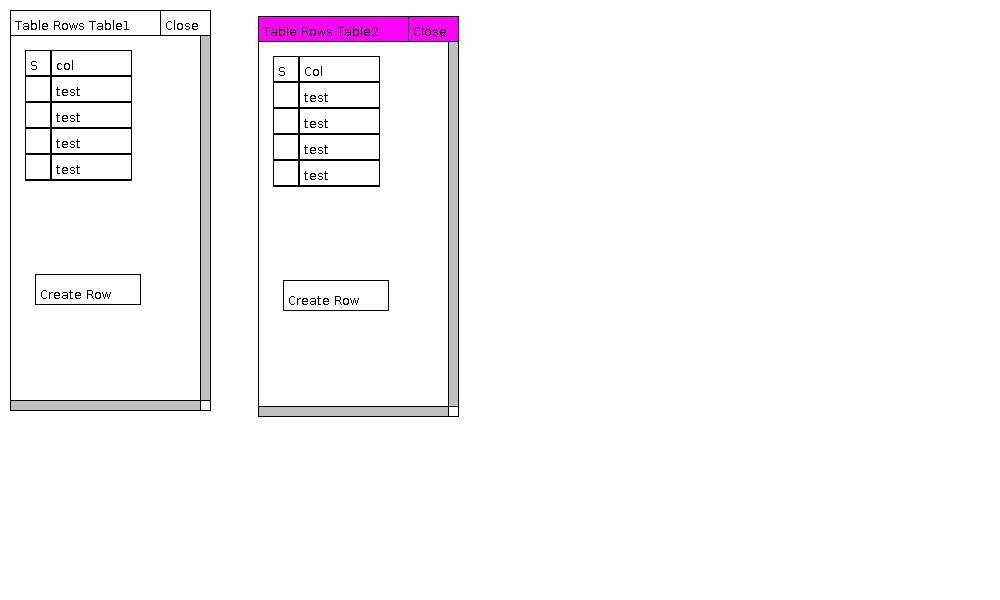 Table Rows Table1 Close
S col
test
test
test
test
Create Row
Table Rows Table2 Close
S Col
test
test
test
test
Create Row